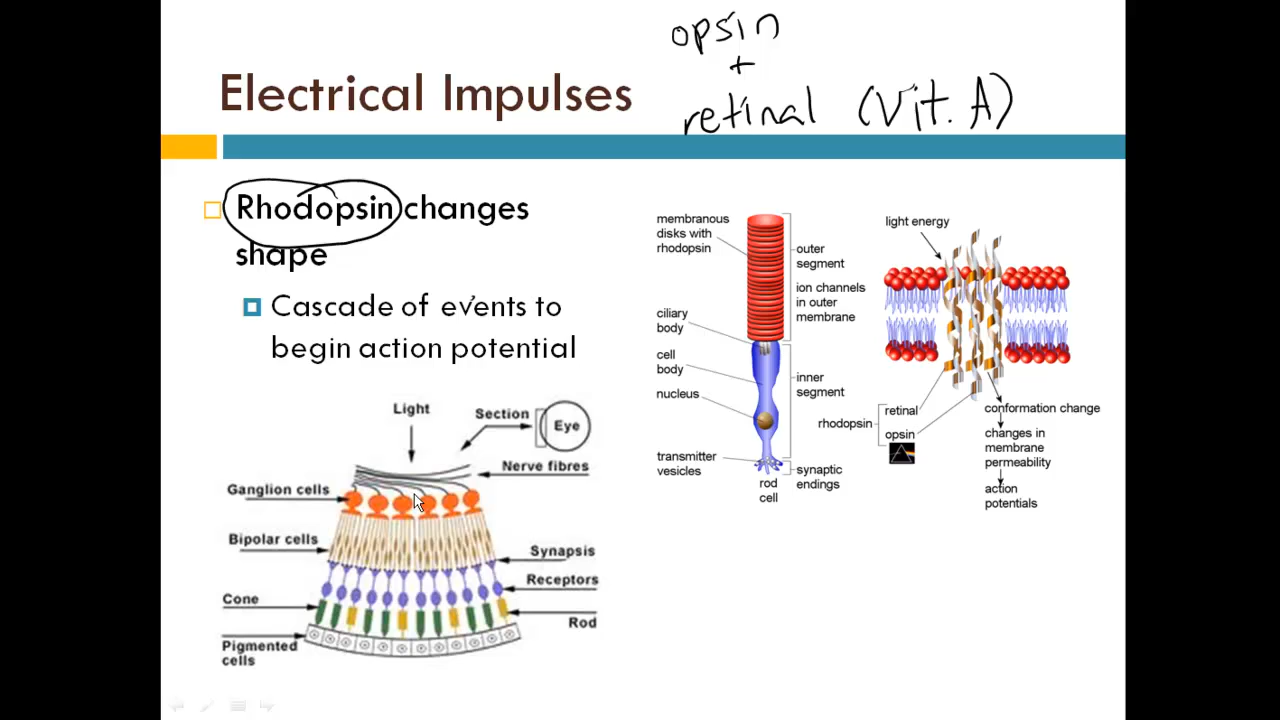 opsin
+
retinal (Vit. A)
Electrical Impulses
Rhodopsin changes
shape
Cascade of events to
begin action potential
Light
Section
Eye
Nerve fibres
Ganglion cells
Bipolar cells
Synapsis
Receptors
Cone
Rod
Pigmented
cells
membranous
disks with
rhodopsin
outer
segment
ion channels
in outer
membrane
ciliary
body
cell
body
nucleus
inner
segment
transmitter
vesicles
synaptic
endings
rod
cell
light energy
rhodopsin
retinal
opsin
conformation change
changes in
membrane
permeability
action
potentials